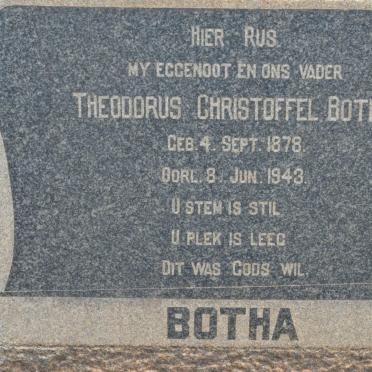 HIER RUS
MY EGGENOOT EN ONS VADER
THEODORUS CHRISTOFFEL BOT
GEB. 4. SEPT. 1878.
OORL. 8. JUN. 1943.
U STEM IS STIL
U PLEK IS LEEG
DIT WAS GODS WIL.
BOTHA